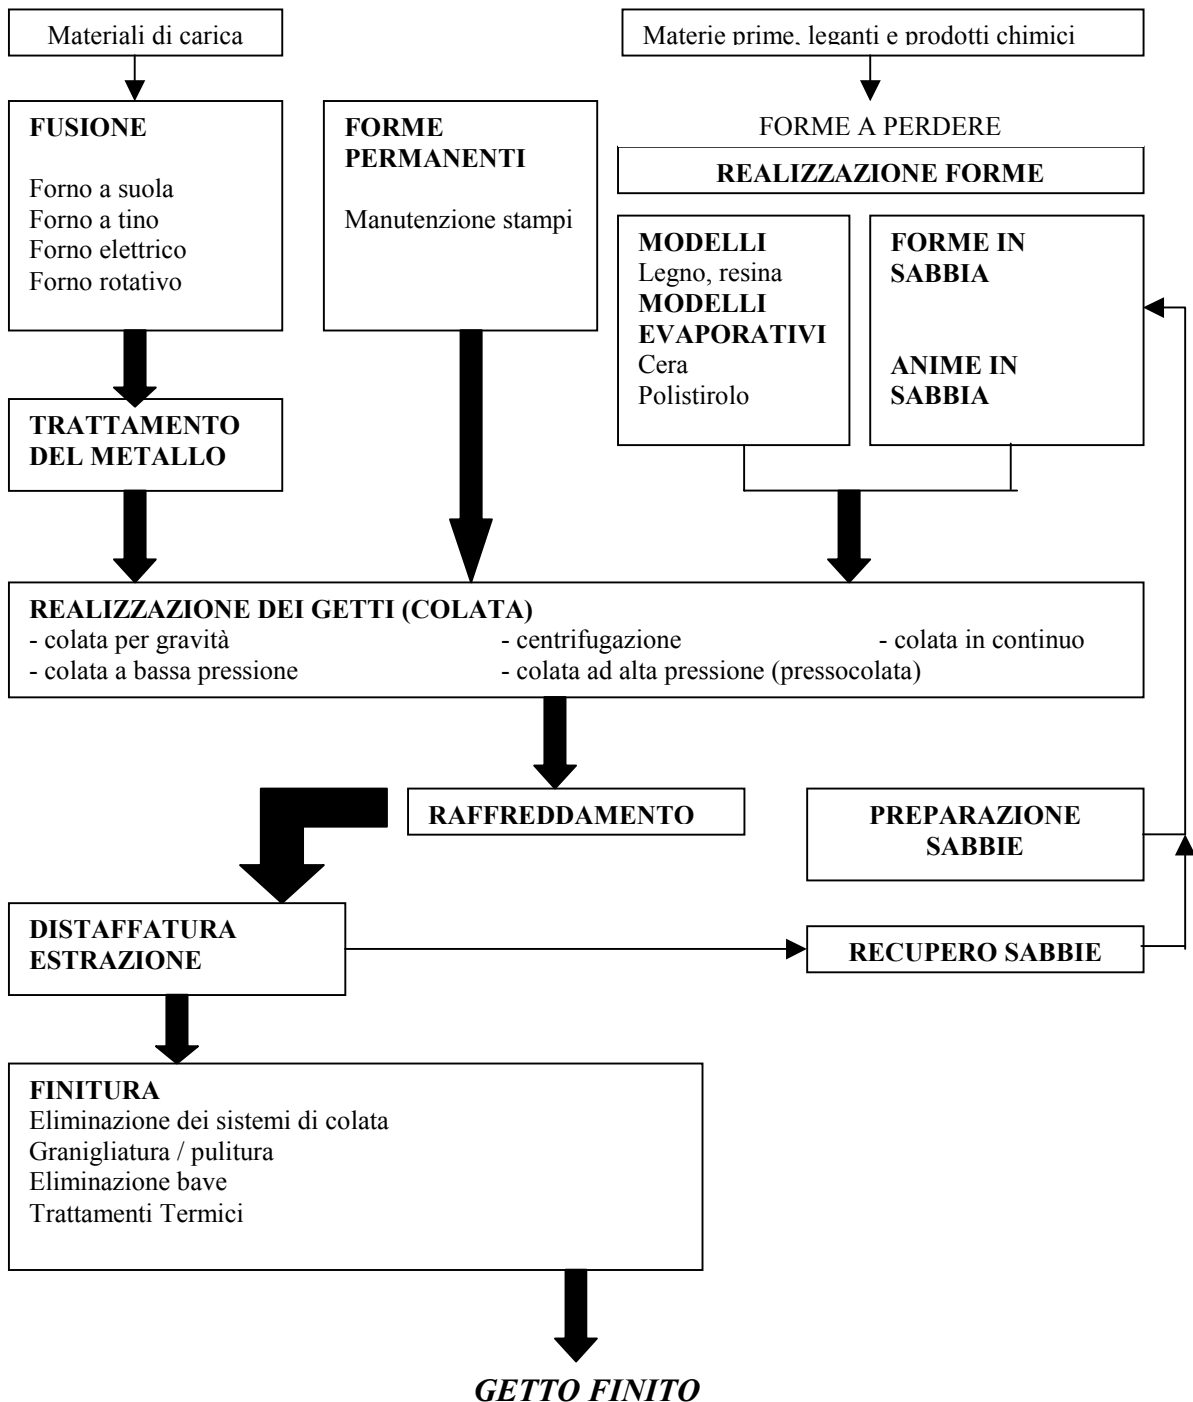 Materiali di carica
Materie prime, leganti e prodotti chimici
FUSIONE
Forno a suola
Forno a tino
Forno elettrico
Forno rotativo
FORME
PERMANENTI
Manutenzione stampi
FORME A PERDERE
REALIZZAZIONE FORME
MODELLI
Legno, resina
MODELLI
EVAPORATIVI
Cera
Polistirolo
FORME IN
SABBIA
ANIME IN
SABBIA
TRATTAMENTO
DEL METALLO
REALIZZAZIONE DEI GETTI (COLATA)
- colata per gravità - centrifugazione - colata in continuo
- colata a bassa pressione - colata ad alta pressione (pressocolata)
RAFFREDDAMENTO
PREPARAZIONE
SABBIE
DISTAFFATURA
ESTRAZIONE
RECUPERO SABBIE
FINITURA
Eliminazione dei sistemi di colata
Granigliatura / pulitura
Eliminazione bave
Trattamenti Termici
GETTO FINITO